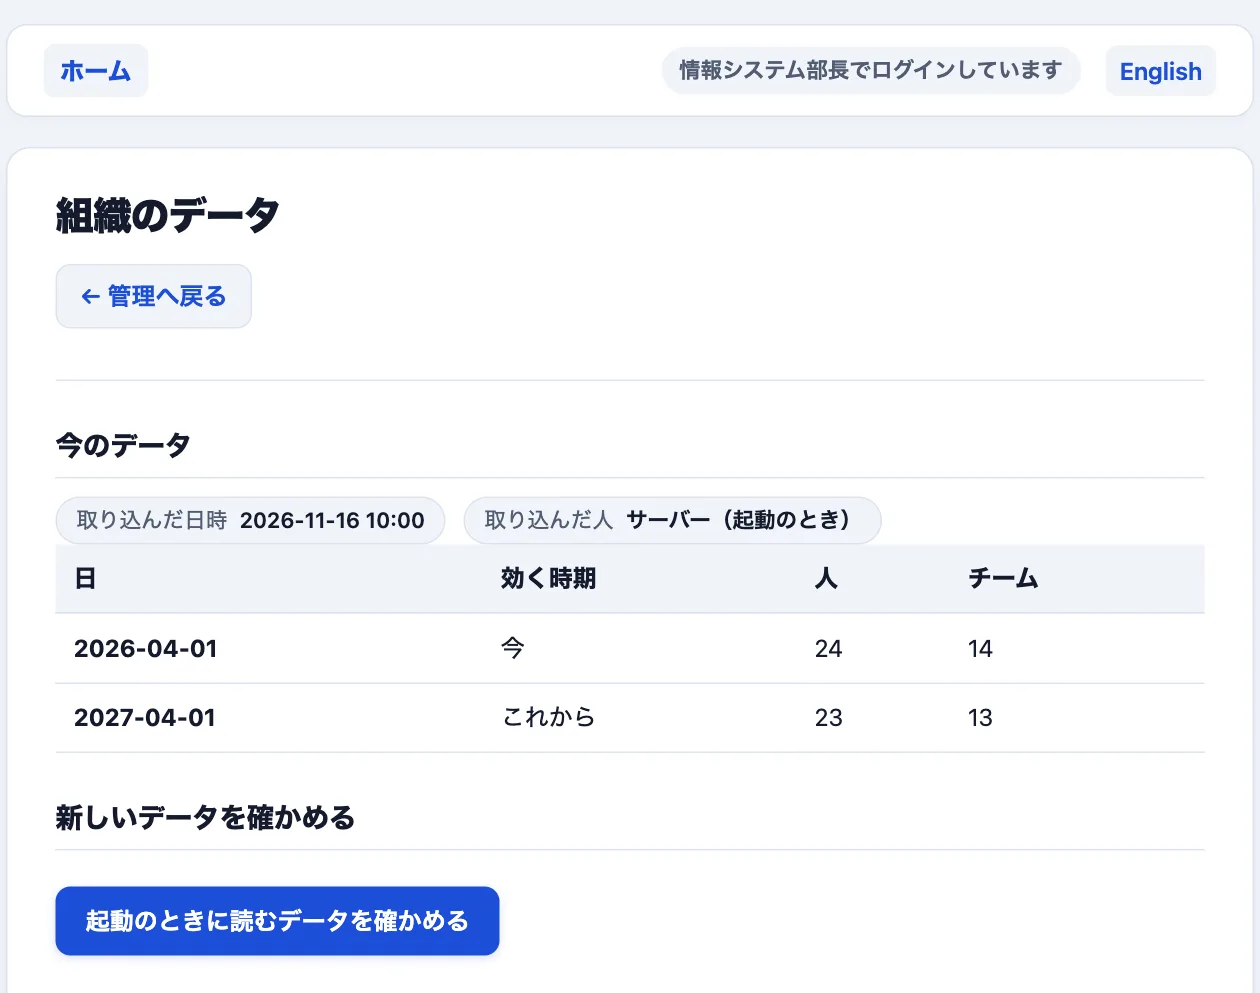 ホーム 情報システム部長でログインしています English
組織のデータ
← 管理へ戻る
今のデータ
取り込んだ日時 2026-11-16 10:00 取り込んだ人 サーバー（起動のとき）
日 効く時期 人 チーム
2026-04-01 今 24 14
2027-04-01 これから 23 13
新しいデータを確かめる
起動のときに読むデータを確かめる